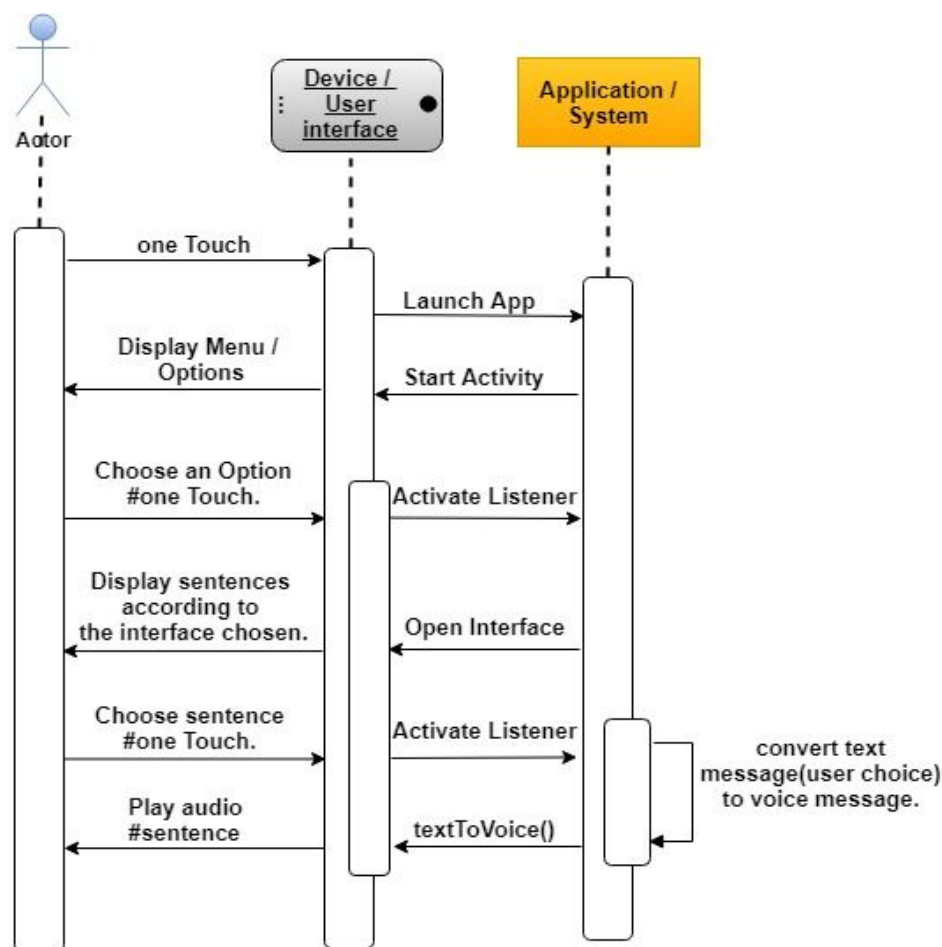 Actor
Device /
User
interface
Application /
System
one Touch
Launch App
Display Menu /
Options
Start Activity
Choose an Option
#one Touch.
Activate Listener
Display sentences
according to
the interface chosen.
Open Interface
Choose sentence
#one Touch.
Activate Listener
convert text
message(user choice)
to voice message.
Play audio
#sentence
textToVoice()